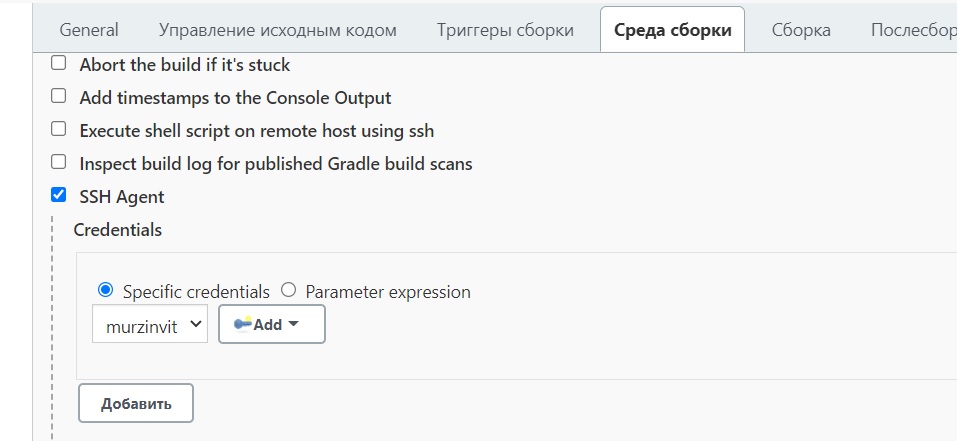 General Управление исходным кодом Триггеры сборки Среда сборки Сборка Послесбор
Abort the build if it's stuck
Add timestamps to the Console Output
Execute shell script on remote host using ssh
Inspect build log for published Gradle build scans
SSH Agent
Credentials
Specific credentials Parameter expression
murzinvit Add
Добавить